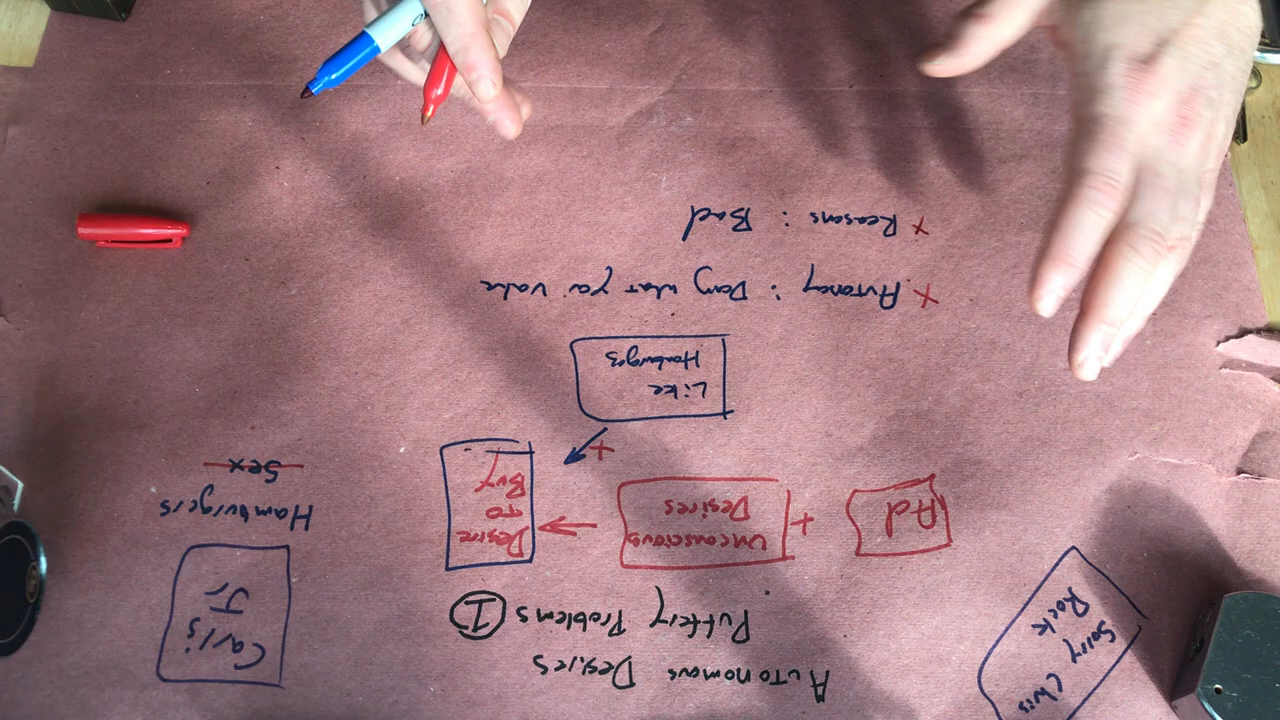 Autonomous Desires
Puffery Problems I
Sorry Chris
Rock
Ad + Unconscious
Desires
Desire
to
Buy
Carl's
Jr
Hamburgers
Sex
+
Like
Hamburgers
+ Autonomy : Doing what you value
+ Reasons : Bad